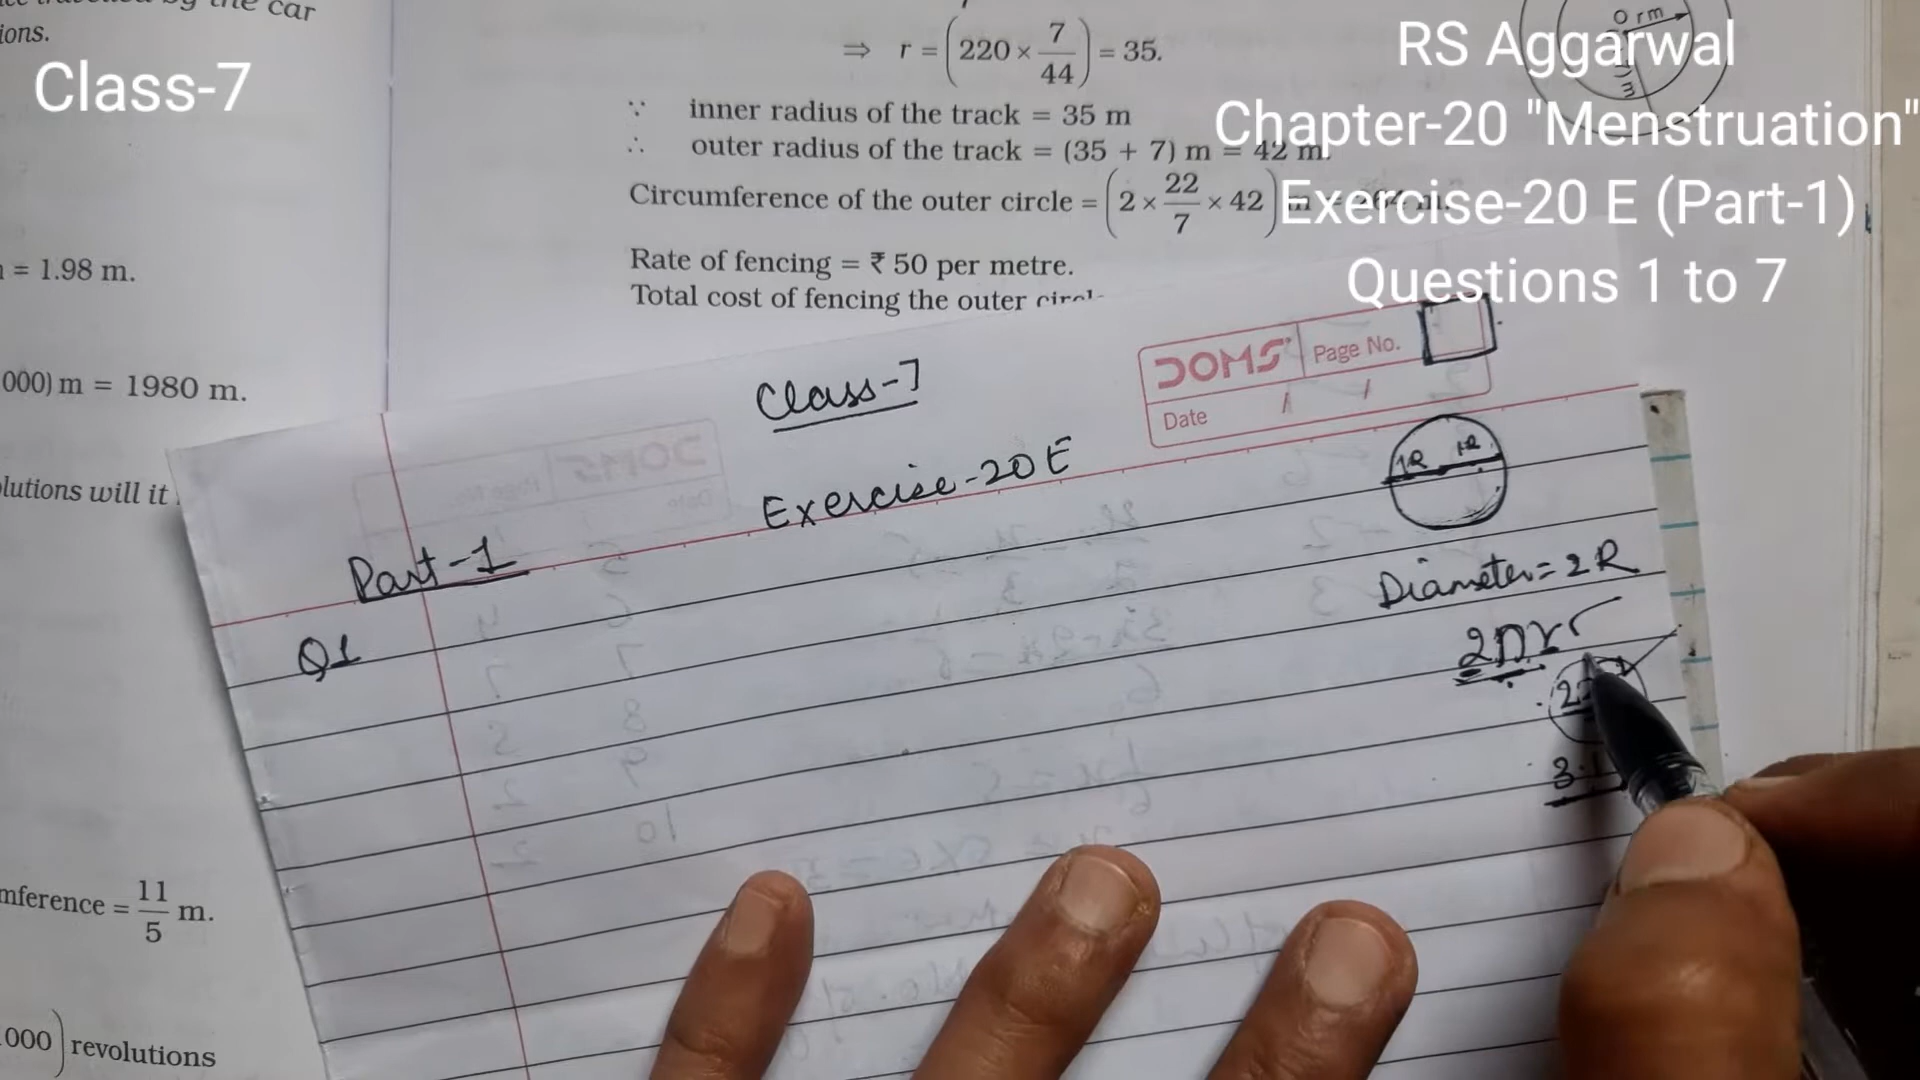 the car
ions.
Class-7
= 1.98 m.
000) m = 1980 m.
lutions will it
mference = 11/5 m.
000) revolutions
⇒ r = (220 × 7/44) = 35.
∵ inner radius of the track = 35 m
∴ outer radius of the track = (35 + 7) m = 42 m.
Circumference of the outer circle = (2 × 22/7 × 42) m = 264 m.
Rate of fencing = ₹ 50 per metre.
Total cost of fencing the outer
RS Aggarwal
Chapter-20 "Menstruation"
Exercise-20 E (Part-1)
Questions 1 to 7
DOMS Page No.
Date / /
Class-7
Exercise-20 E
Part-1
Q1
Diameter = 2R
2πr